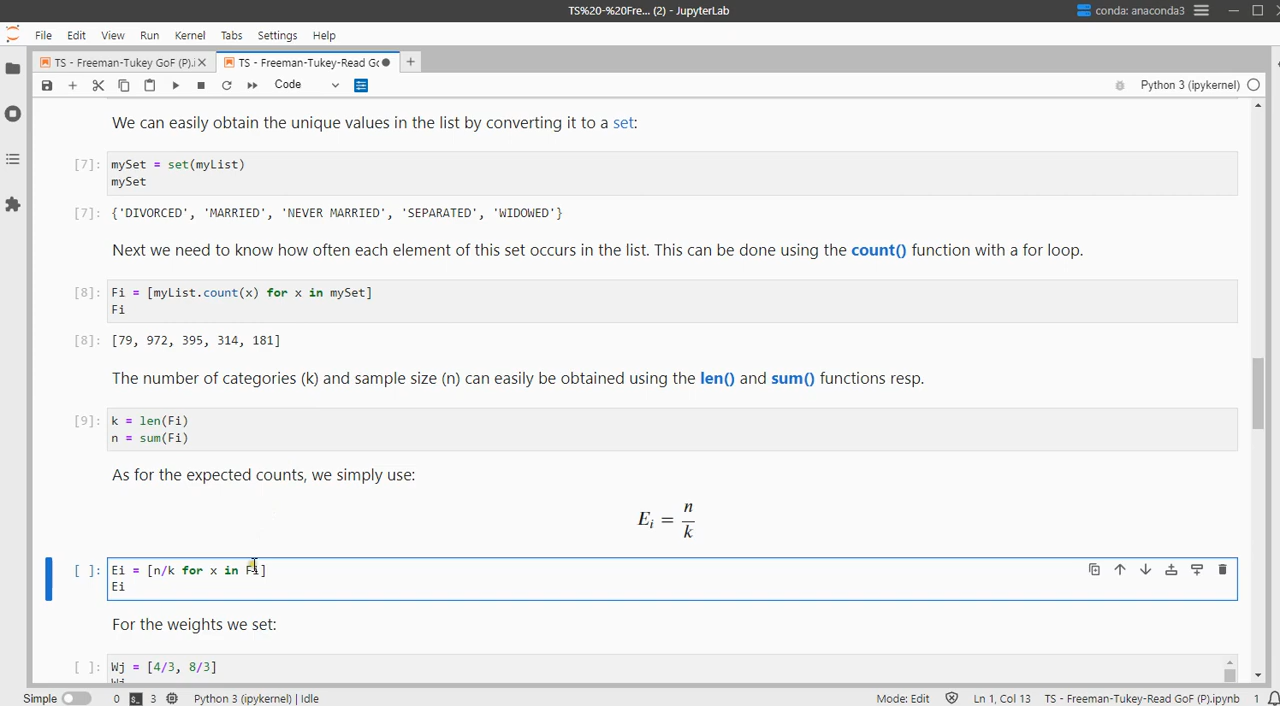 TS%20-%20Fre... (2) - JupyterLab
conda: anaconda3
File Edit View Run Kernel Tabs Settings Help
TS - Freeman-Tukey GoF (P).i
TS - Freeman-Tukey-Read Go
Code
Python 3 (ipykernel)
We can easily obtain the unique values in the list by converting it to a set:
[7]: mySet = set(myList)
mySet
[7]: {'DIVORCED', 'MARRIED', 'NEVER MARRIED', 'SEPARATED', 'WIDOWED'}
Next we need to know how often each element of this set occurs in the list. This can be done using the count() function with a for loop.
[8]: Fi = [myList.count(x) for x in mySet]
Fi
[8]: [79, 972, 395, 314, 181]
The number of categories (k) and sample size (n) can easily be obtained using the len() and sum() functions resp.
[9]: k = len(Fi)
n = sum(Fi)
As for the expected counts, we simply use:
E_i = n/k
[ ]: Ei = [n/k for x in Fi]
Ei
For the weights we set:
[ ]: Wj = [4/3, 8/3]
Wj
Simple 0 3 Python 3 (ipykernel) | Idle Mode: Edit Ln 1, Col 13 TS - Freeman-Tukey-Read GoF (P).ipynb 1